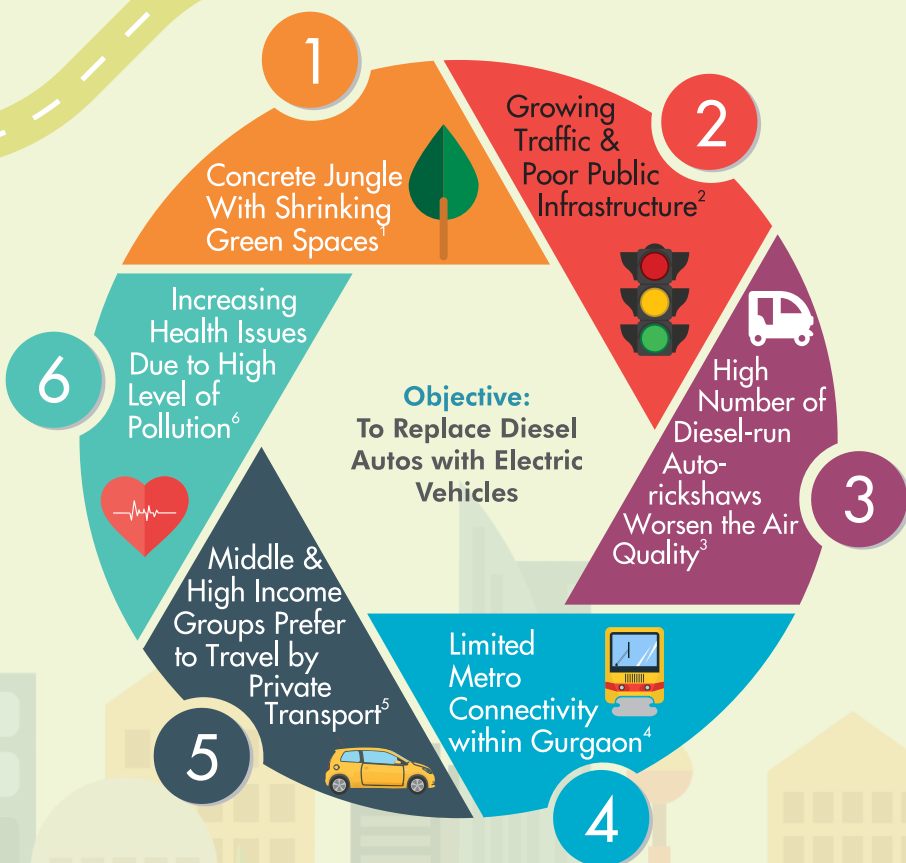 1
Concrete Jungle
With Shrinking
Green Spaces¹
2
Growing
Traffic &
Poor Public
Infrastructure²
3
High
Number of
Diesel-run
Auto-
rickshaws
Worsen the Air
Quality³
4
Limited
Metro
Connectivity
within Gurgaon⁴
5
Middle &
High Income
Groups Prefer
to Travel by
Private
Transport⁵
6
Increasing
Health Issues
Due to High
Level of
Pollution⁶
Objective:
To Replace Diesel
Autos with Electric
Vehicles